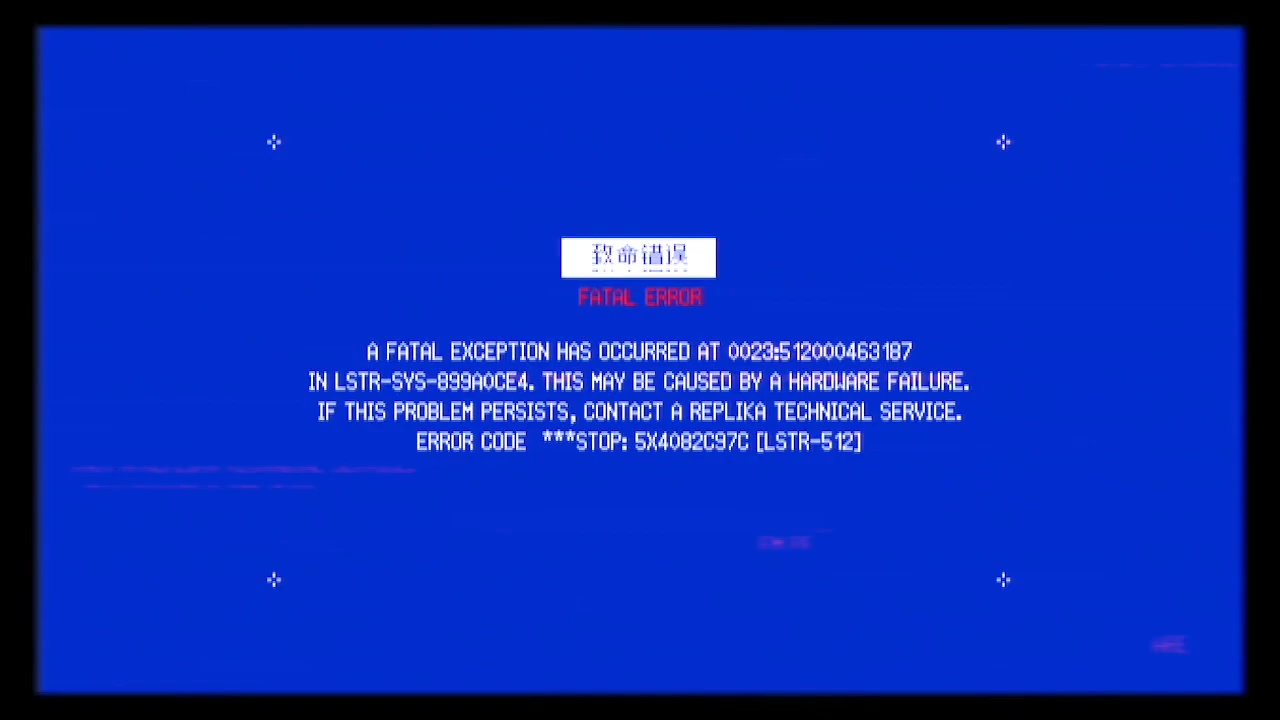 致命错误
FATAL ERROR
A FATAL EXCEPTION HAS OCCURRED AT 0023:512000463187
IN LSTR-SYS-899A0CE4. THIS MAY BE CAUSED BY A HARDWARE FAILURE.
IF THIS PROBLEM PERSISTS, CONTACT A REPLIKA TECHNICAL SERVICE.
ERROR CODE ***STOP: 5X4082C97C [LSTR-512]